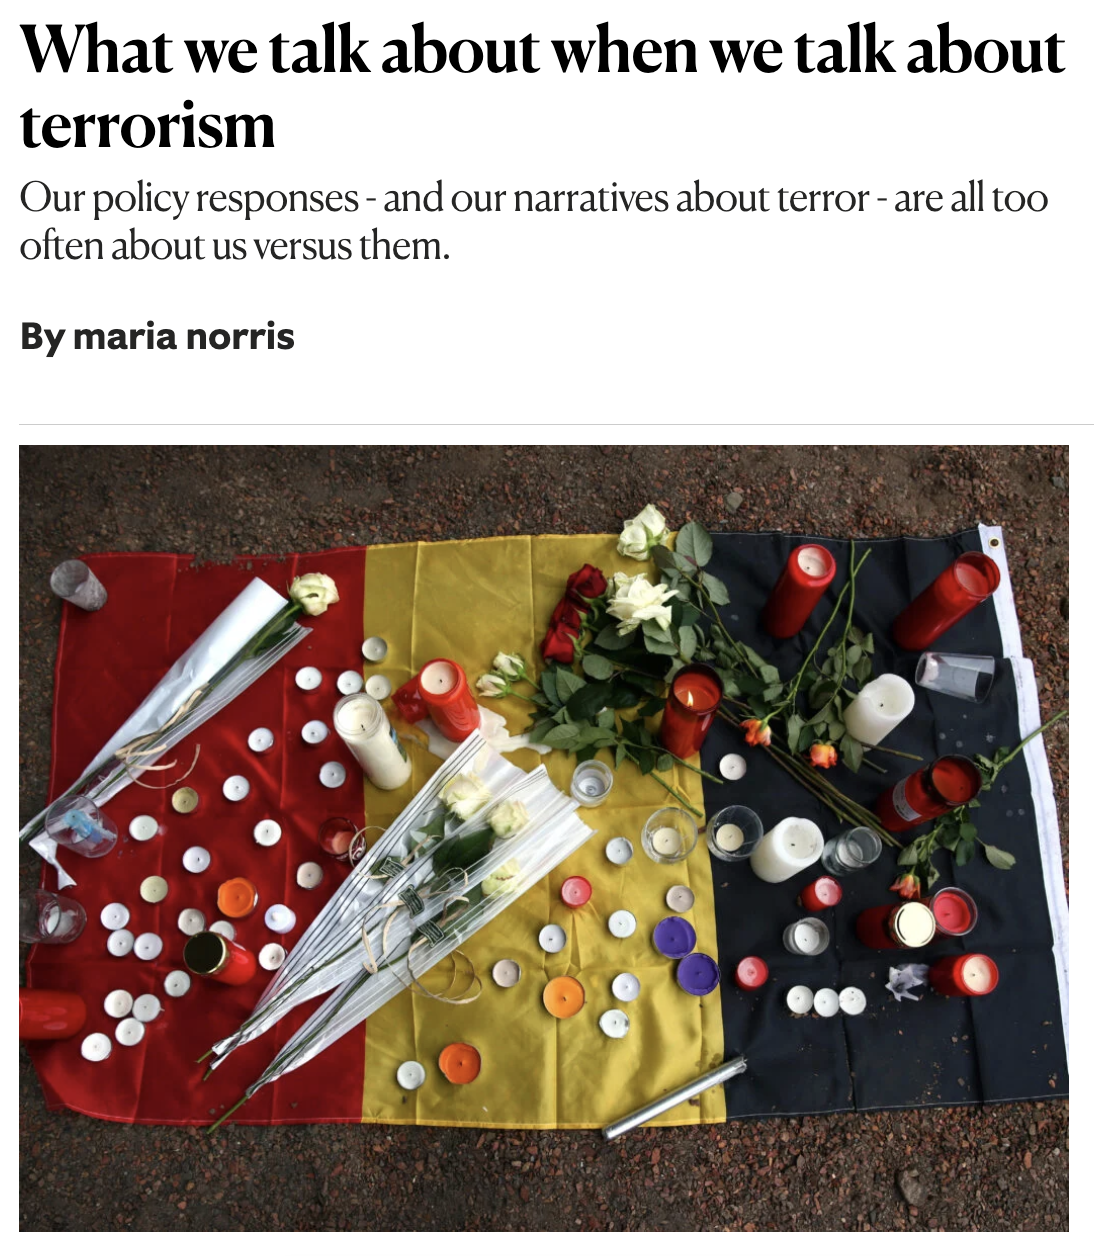 What we talk about when we talk about
terrorism
Our policy responses - and our narratives about terror - are all too
often about us versus them.
By maria norris